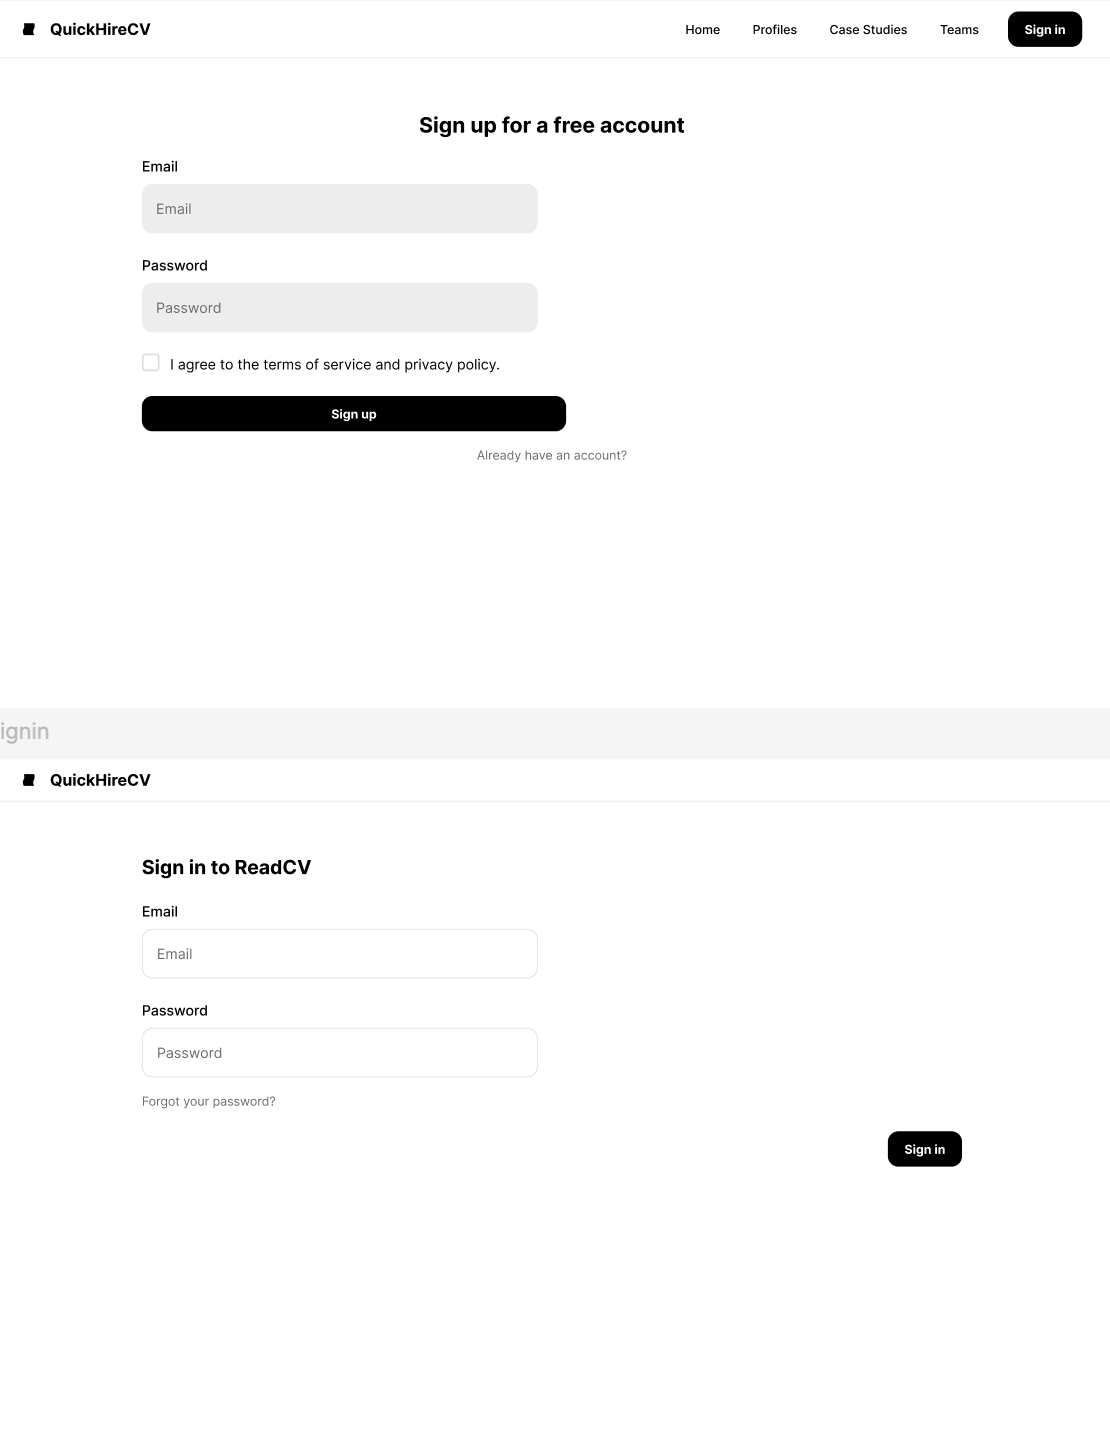 QuickHireCV Home Profiles Case Studies Teams Sign in
Sign up for a free account
Email
Email
Password
Password
I agree to the terms of service and privacy policy.
Sign up
Already have an account?
ignin
QuickHireCV
Sign in to ReadCV
Email
Email
Password
Password
Forgot your password?
Sign in